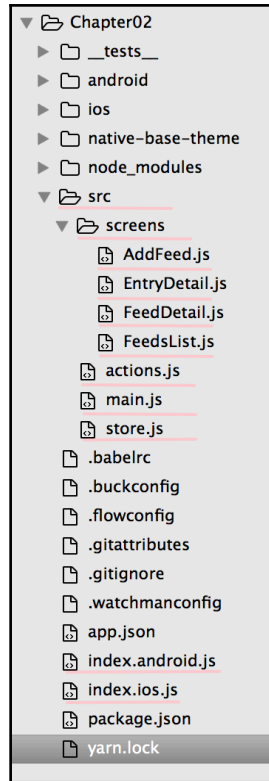 Chapter02
__tests__
android
ios
native-base-theme
node_modules
src
screens
AddFeed.js
EntryDetail.js
FeedDetail.js
FeedsList.js
actions.js
main.js
store.js
.babelrc
.buckconfig
.flowconfig
.gitattributes
.gitignore
.watchmanconfig
app.json
index.android.js
index.ios.js
package.json
yarn.lock